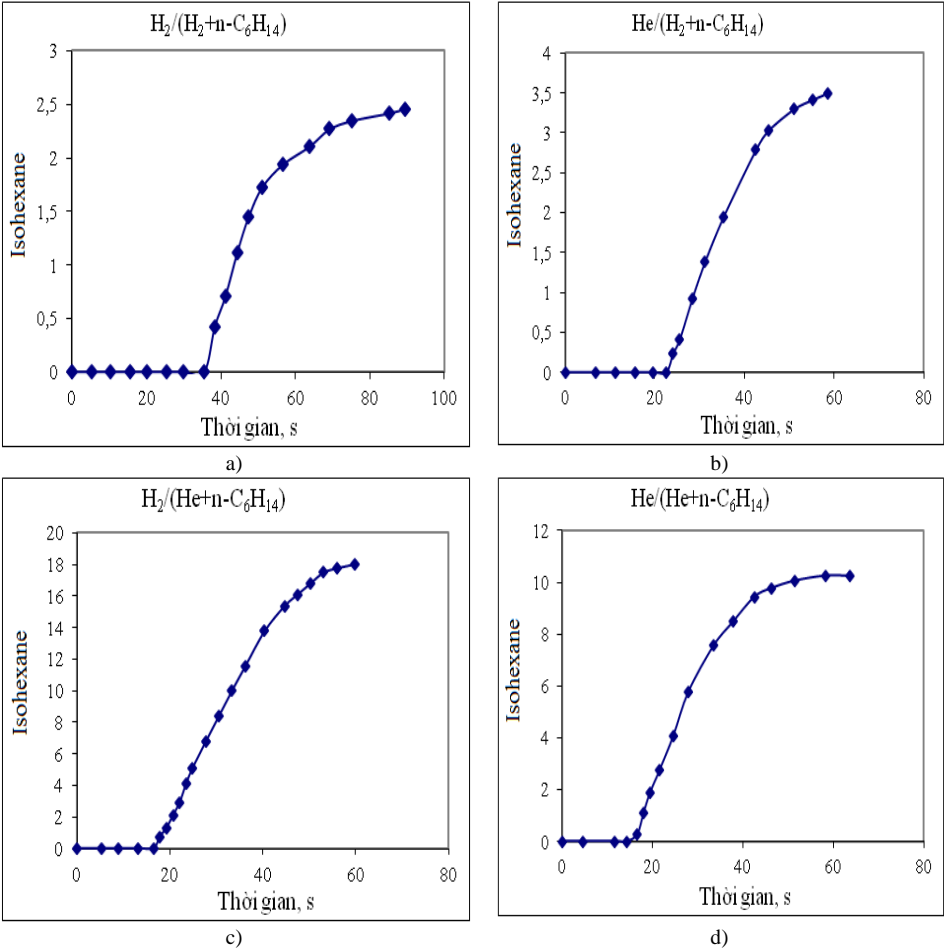 H₂/(H₂+n-C₆H₁₄)
3
2,5
2
1,5
1
0,5
0
Isohexane
0 20 40 60 80 100
Thời gian, s
a)
He/(H₂+n-C₆H₁₄)
4
3,5
3
2,5
2
1,5
1
0,5
0
Isohexane
0 20 40 60 80
Thời gian, s
b)
H₂/(He+n-C₆H₁₄)
20
18
16
14
12
10
8
6
4
2
0
Isohexane
0 20 40 60 80
Thời gian, s
c)
He/(He+n-C₆H₁₄)
12
10
8
6
4
2
0
Isohexane
0 20 40 60 80
Thời gian, s
d)